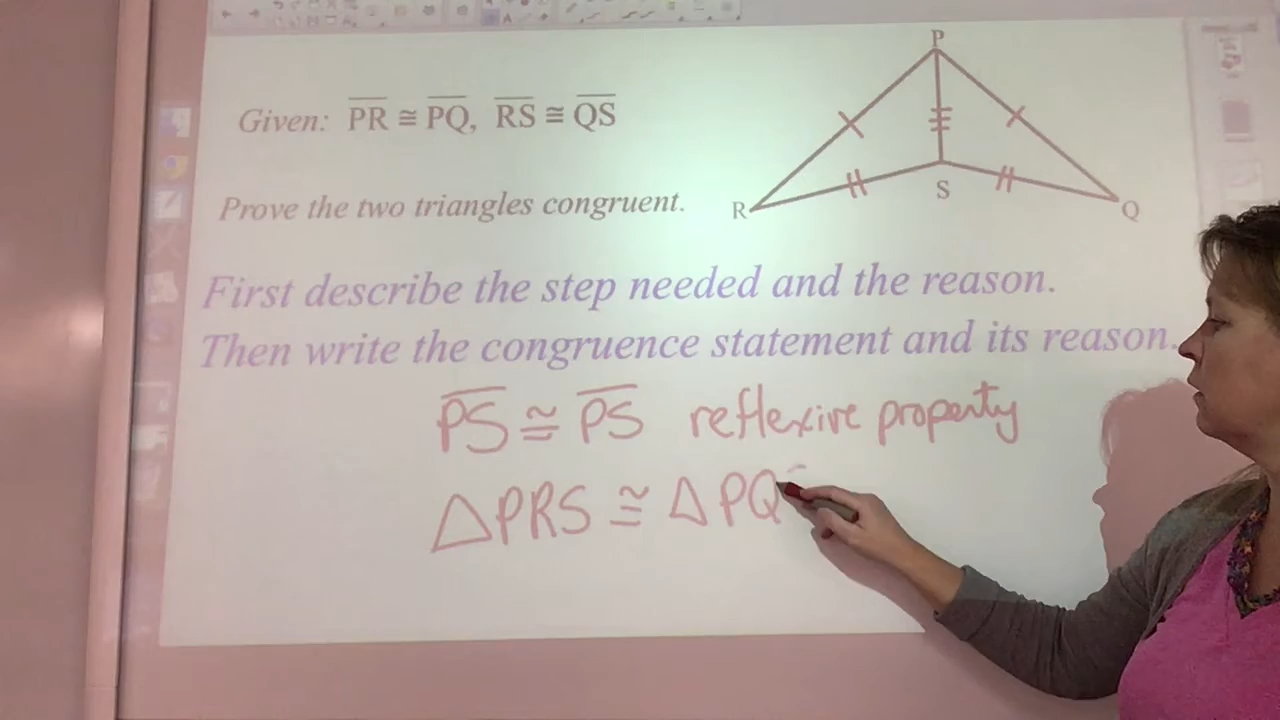 P
Given: PR ≅ PQ, RS ≅ QS
Prove the two triangles congruent.
S
R
Q
First describe the step needed and the reason.
Then write the congruence statement and its reason.
PS ≅ PS reflexive property
△PRS ≅ △PQ